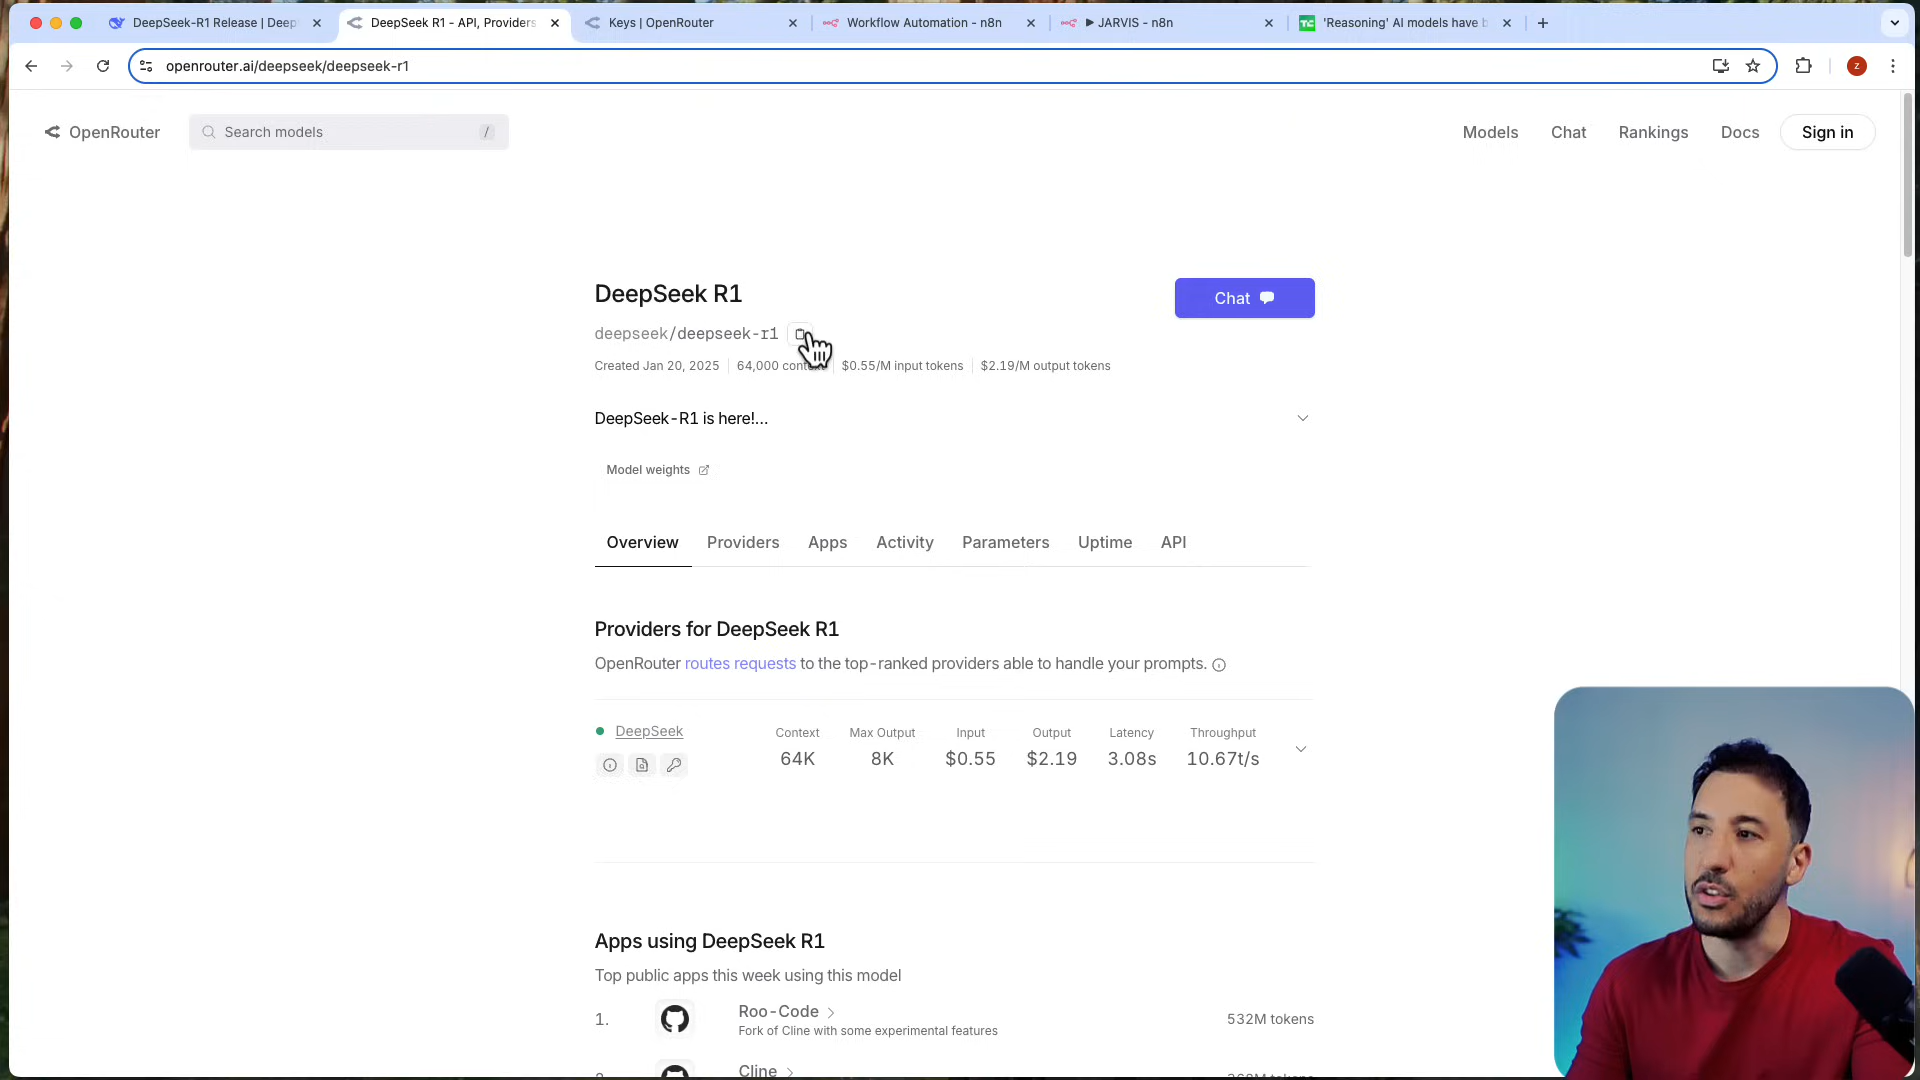 DeepSeek-R1 Release | Deep
DeepSeek R1 - API, Providers
Keys | OpenRouter
Workflow Automation - n8n
▶ JARVIS - n8n
TC
'Reasoning' AI models have b
openrouter.ai/deepseek/deepseek-r1
z
OpenRouter
Search models
/
Models
Chat
Rankings
Docs
Sign in
DeepSeek R1
Chat
deepseek/deepseek-r1
Created Jan 20, 2025
64,000
$0.55/M input tokens
$2.19/M output tokens
DeepSeek-R1 is here!...
Model weights
Overview
Providers
Apps
Activity
Parameters
Uptime
API
Providers for DeepSeek R1
OpenRouter routes requests to the top-ranked providers able to handle your prompts.
DeepSeek
Context
Max Output
Input
Output
Latency
Throughput
64K
8K
$0.55
$2.19
3.08s
10.67t/s
Apps using DeepSeek R1
Top public apps this week using this model
1.
Roo-Code
532M tokens
Fork of Cline with some experimental features
Cline